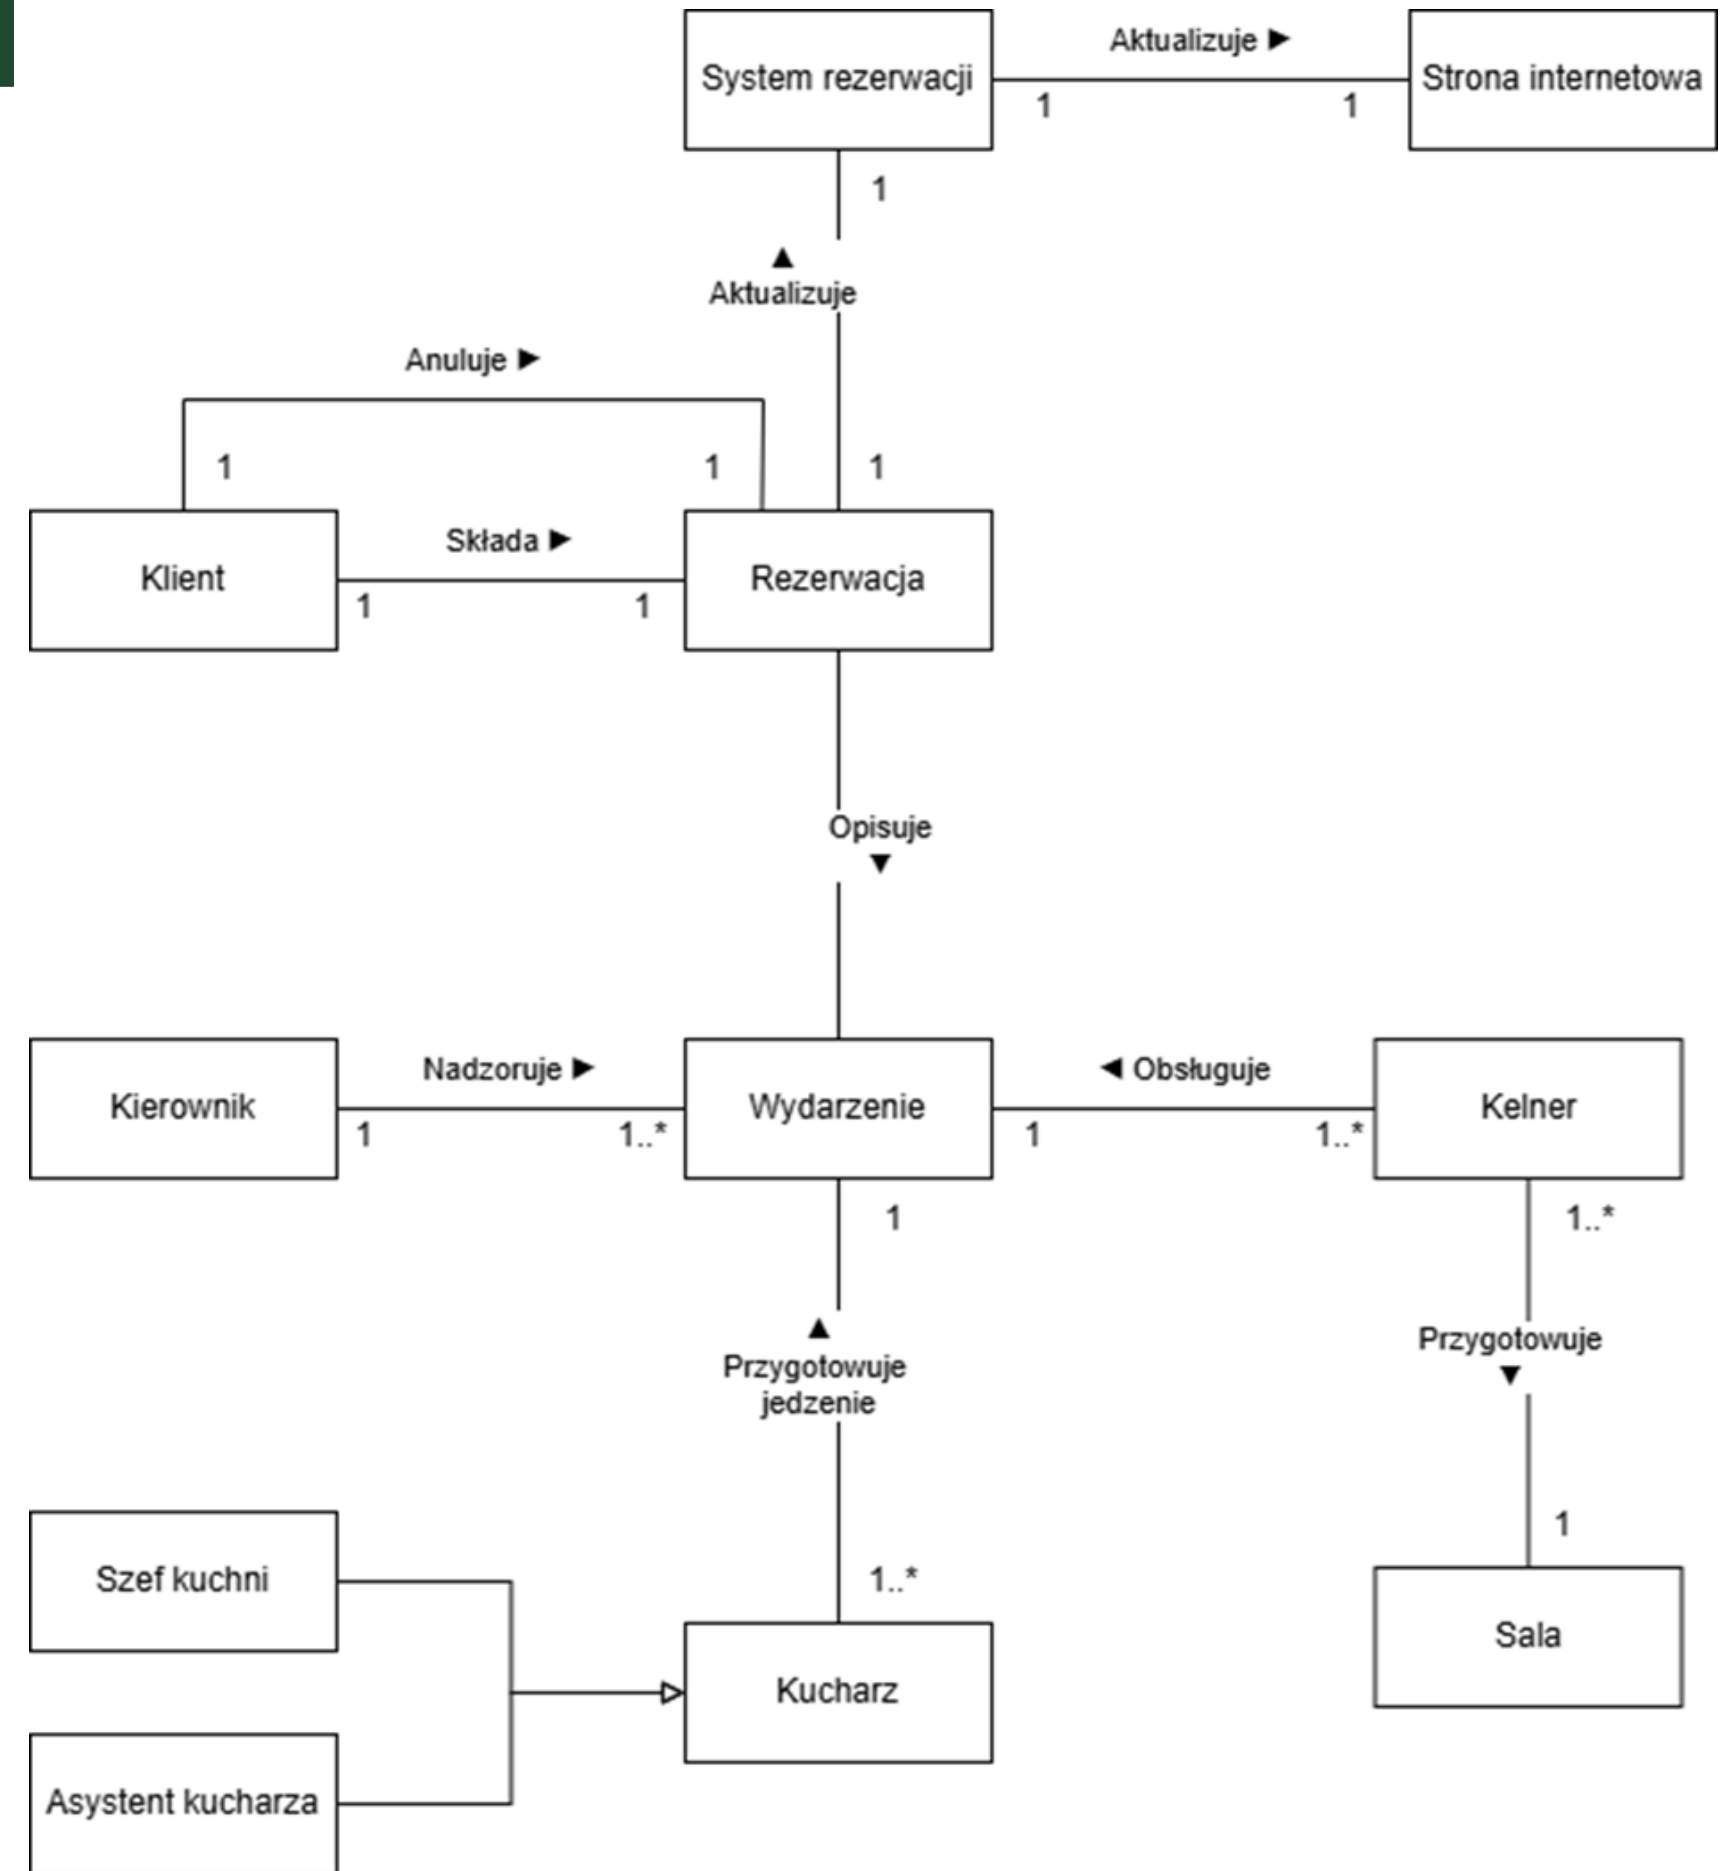 Aktualizuje ►
System rezerwacji
Strona internetowa
1
1
1
▲
Aktualizuje
Anuluje ►
1
1
1
Składa ►
Klient
Rezerwacja
1
1
Opisuje
▼
Nadzoruje ►
◄ Obsługuje
Kierownik
Wydarzenie
Kelner
1
1..*
1
1..*
1
1..*
▲
Przygotowuje
jedzenie
Przygotowuje
▼
1
Szef kuchni
1..*
Sala
Kucharz
Asystent kucharza